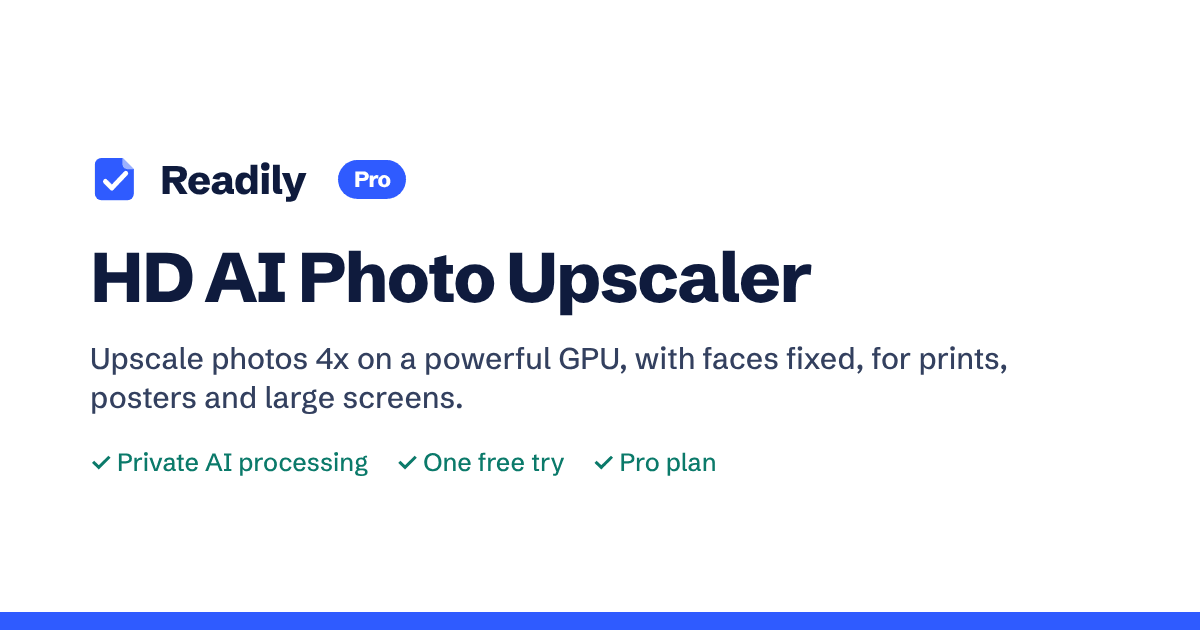 Readily Pro
HD AI Photo Upscaler
Upscale photos 4x on a powerful GPU, with faces fixed, for prints,
posters and large screens.
✓ Private AI processing ✓ One free try ✓ Pro plan